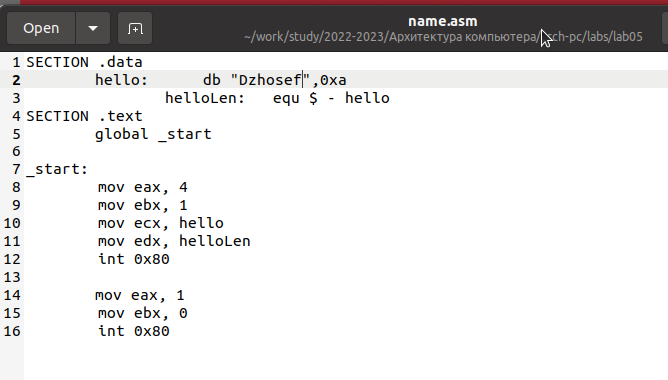 Open
name.asm
~/work/study/2022-2023/Архитектура компьютера/ch-pc/labs/lab05
1 SECTION .data
2 hello: db "Dzhosef",0xa
3 helloLen: equ $ - hello
4 SECTION .text
5 global _start
6
7 _start:
8 mov eax, 4
9 mov ebx, 1
10 mov ecx, hello
11 mov edx, helloLen
12 int 0x80
13
14 mov eax, 1
15 mov ebx, 0
16 int 0x80